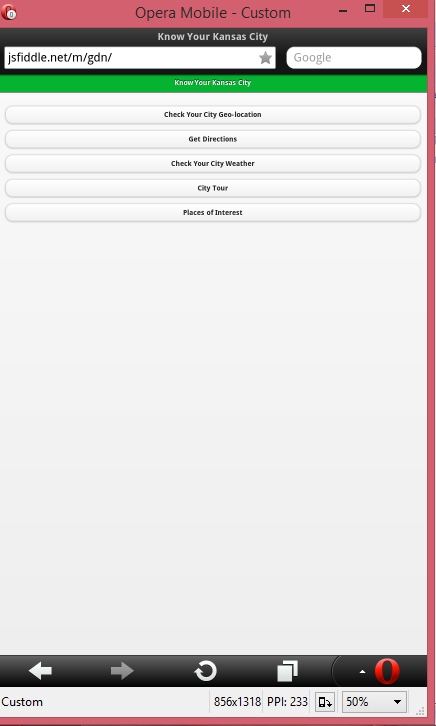 Opera Mobile - Custom
Know Your Kansas City
jsfiddle.net/m/gdn/
Google
Know Your Kansas City
Check Your City Geo-location
Get Directions
Check Your City Weather
City Tour
Places of Interest
Custom
856x1318
PPI: 233
50%